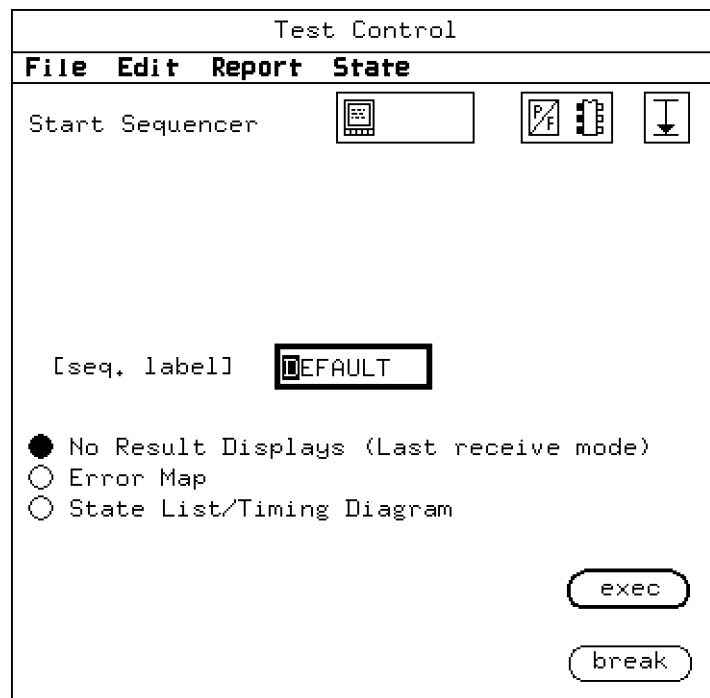 Test Control
File Edit Report State
Start Sequencer
P/F
[seq. label] DEFAULT
No Result Displays (Last receive mode)
Error Map
State List/Timing Diagram
exec
break